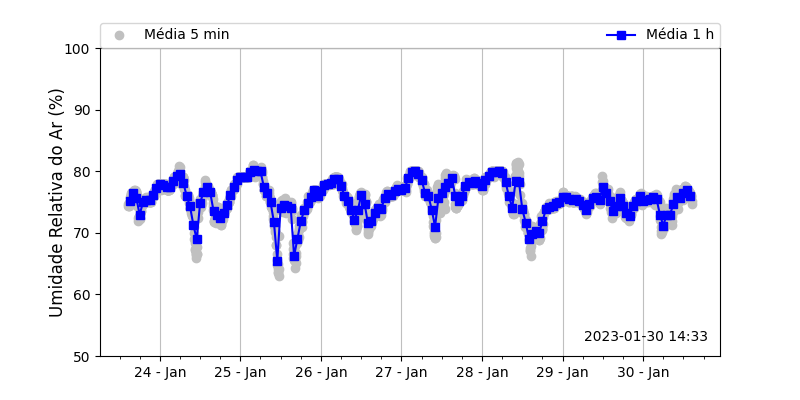 Média 5 min
Média 1 h
Umidade Relativa do Ar (%)
100
90
80
70
60
50
2023-01-30 14:33
24 - Jan
25 - Jan
26 - Jan
27 - Jan
28 - Jan
29 - Jan
30 - Jan